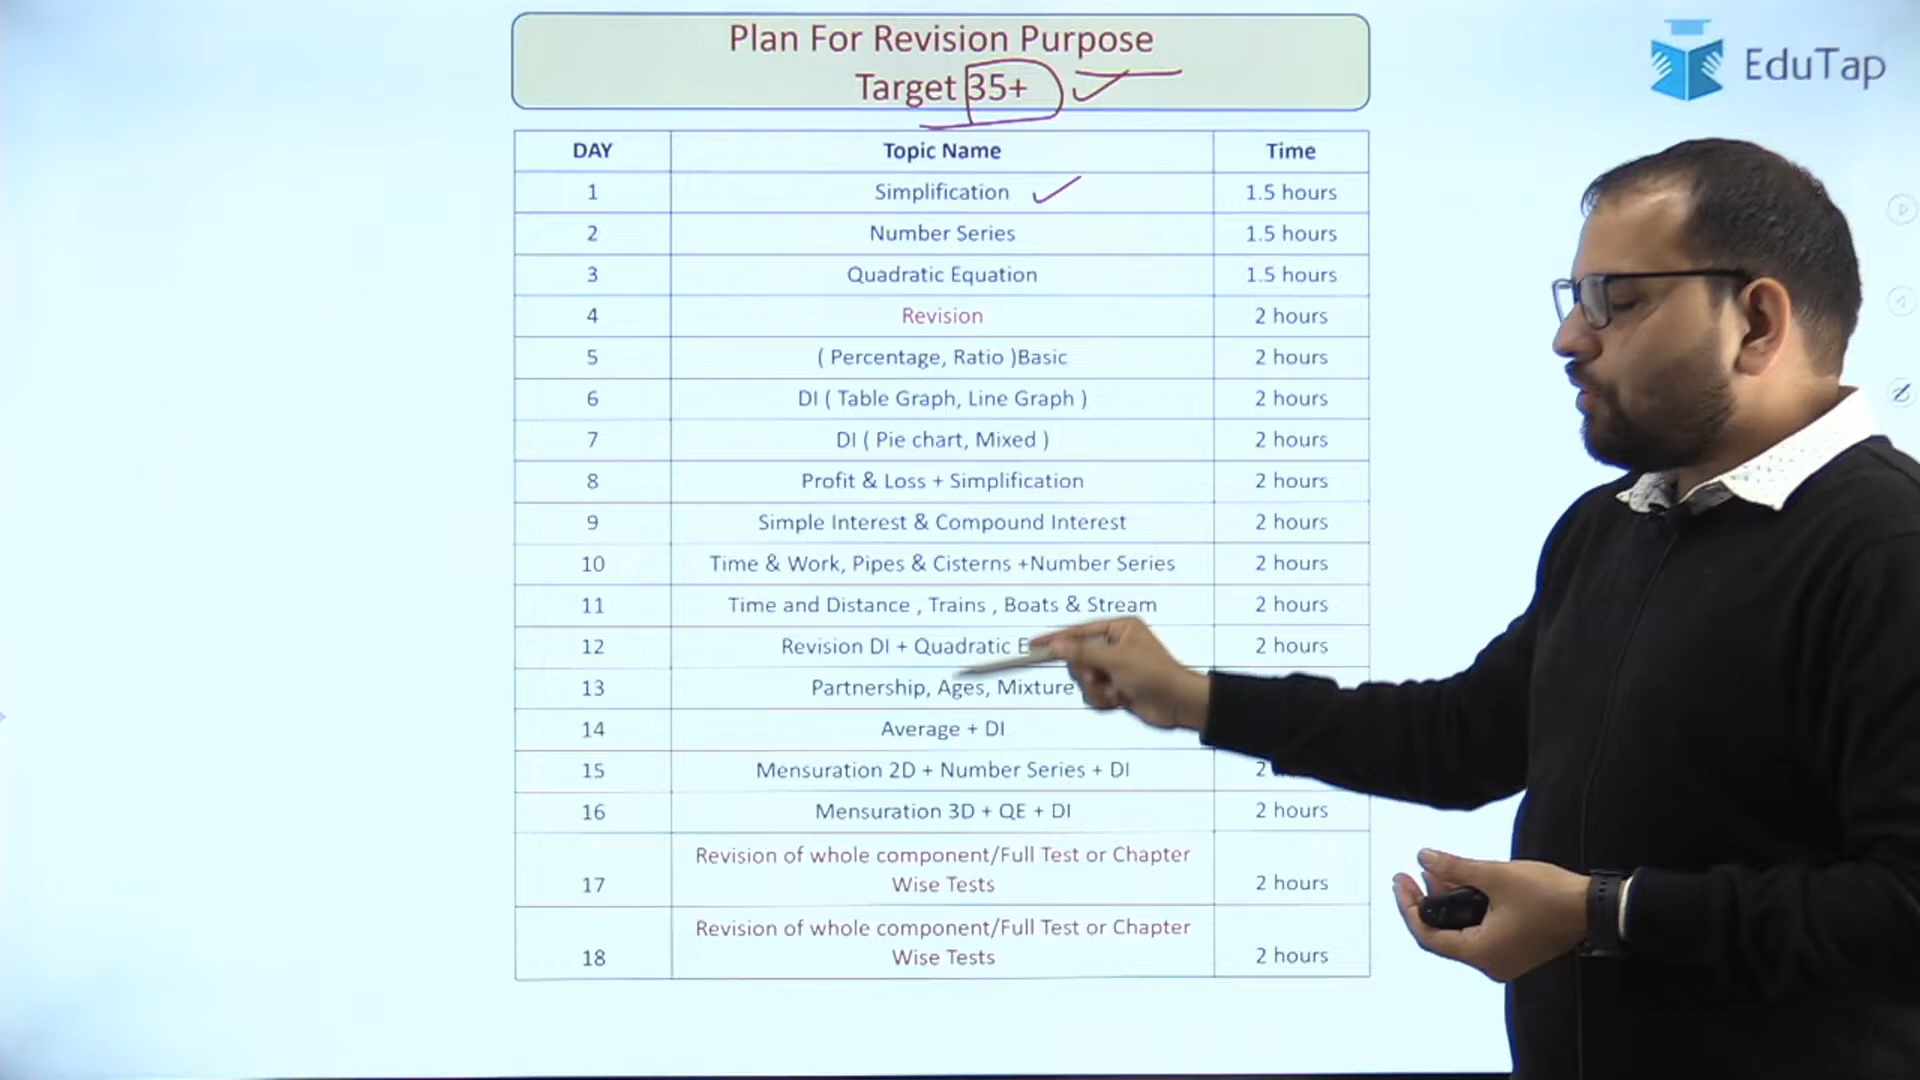 Plan For Revision Purpose
Target 35+
EduTap
DAY Topic Name Time
1 Simplification 1.5 hours
2 Number Series 1.5 hours
3 Quadratic Equation 1.5 hours
4 Revision 2 hours
5 ( Percentage, Ratio )Basic 2 hours
6 DI ( Table Graph, Line Graph ) 2 hours
7 DI ( Pie chart, Mixed ) 2 hours
8 Profit & Loss + Simplification 2 hours
9 Simple Interest & Compound Interest 2 hours
10 Time & Work, Pipes & Cisterns +Number Series 2 hours
11 Time and Distance , Trains , Boats & Stream 2 hours
12 Revision DI + Quadratic 2 hours
13 Partnership, Ages, Mixture
14 Average + DI
15 Mensuration 2D + Number Series + DI 2
16 Mensuration 3D + QE + DI 2 hours
Revision of whole component/Full Test or Chapter
17 Wise Tests 2 hours
Revision of whole component/Full Test or Chapter
18 Wise Tests 2 hours